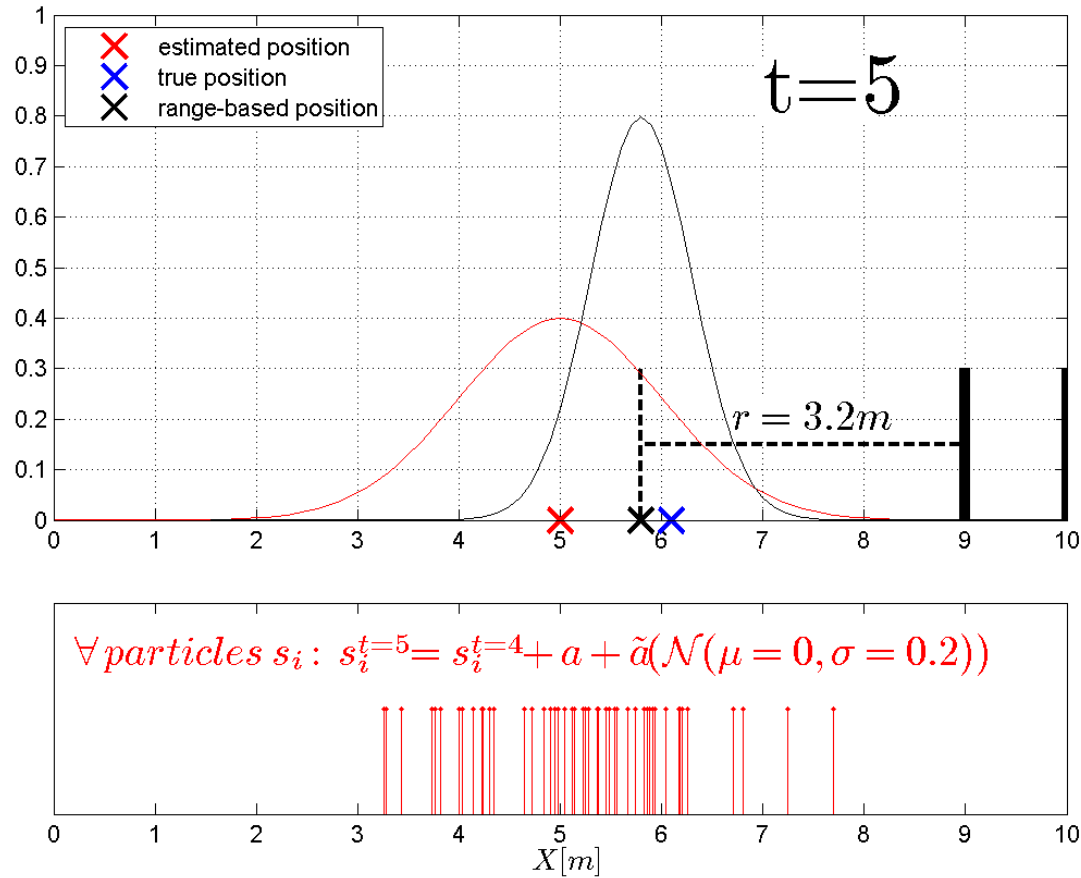 1
0.9
0.8
0.7
0.6
0.5
0.4
0.3
0.2
0.1
0
estimated position
true position
range-based position
t=5
r = 3.2m
0 1 2 3 4 5 6 7 8 9 10
∀ particles s_i : s_i^{t=5} = s_i^{t=4} + a + ã(𝒩(μ = 0, σ = 0.2))
0 1 2 3 4 5 6 7 8 9 10
X[m]